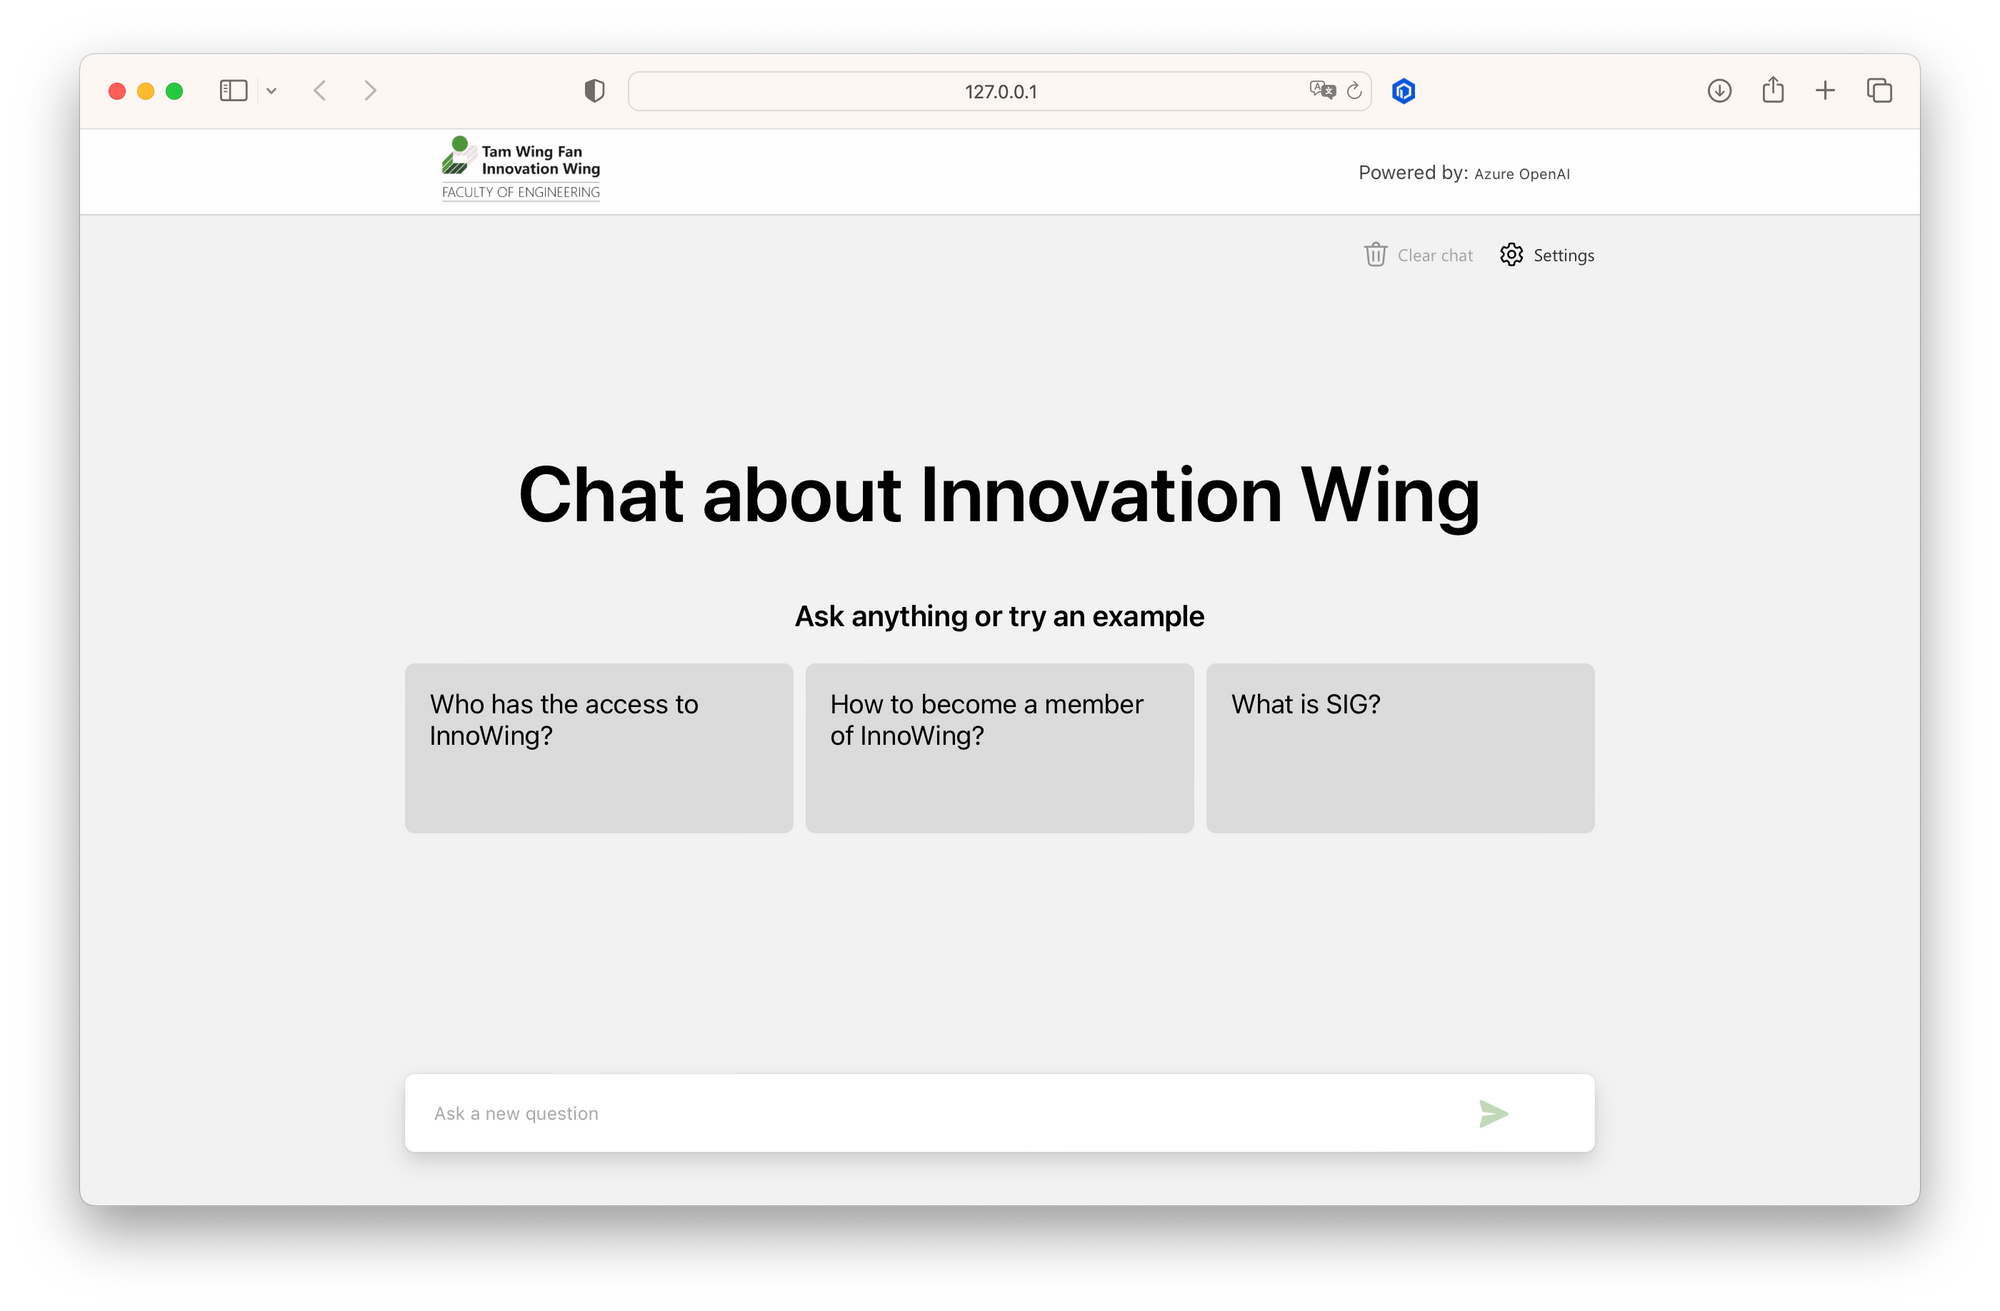 127.0.0.1
Tam Wing Fan
Innovation Wing
FACULTY OF ENGINEERING
Powered by: Azure OpenAI
Clear chat
Settings
Chat about Innovation Wing
Ask anything or try an example
Who has the access to
InnoWing?
How to become a member
of InnoWing?
What is SIG?
Ask a new question